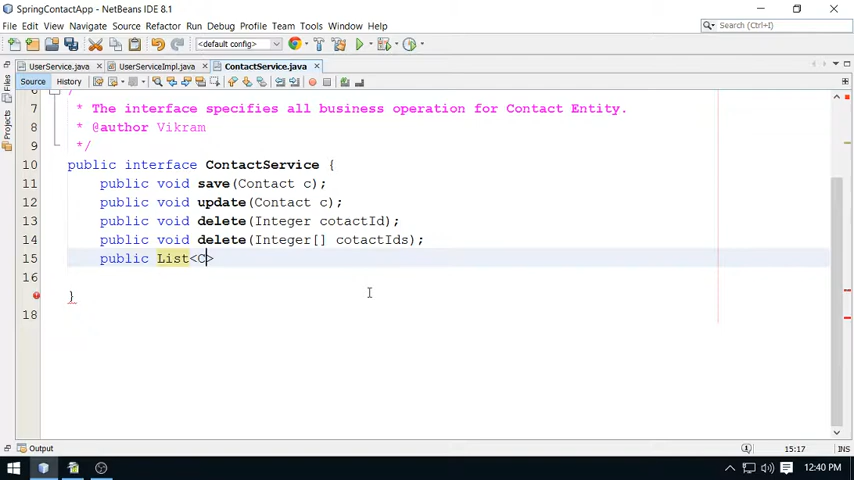 SpringContactApp - NetBeans IDE 8.1
File Edit View Navigate Source Refactor Run Debug Profile Team Tools Window Help
Search (Ctrl+I)
<default config>
UserService.java UserServiceImpl.java ContactService.java
Source History
Files
Projects
6 /
7 * The interface specifies all business operation for Contact Entity.
8 * @author Vikram
9 */
10 public interface ContactService {
11 public void save(Contact c);
12 public void update(Contact c);
13 public void delete(Integer cotactId);
14 public void delete(Integer[] cotactIds);
15 public List<C>
16
}
18
Output
15:17
INS
12:40 PM